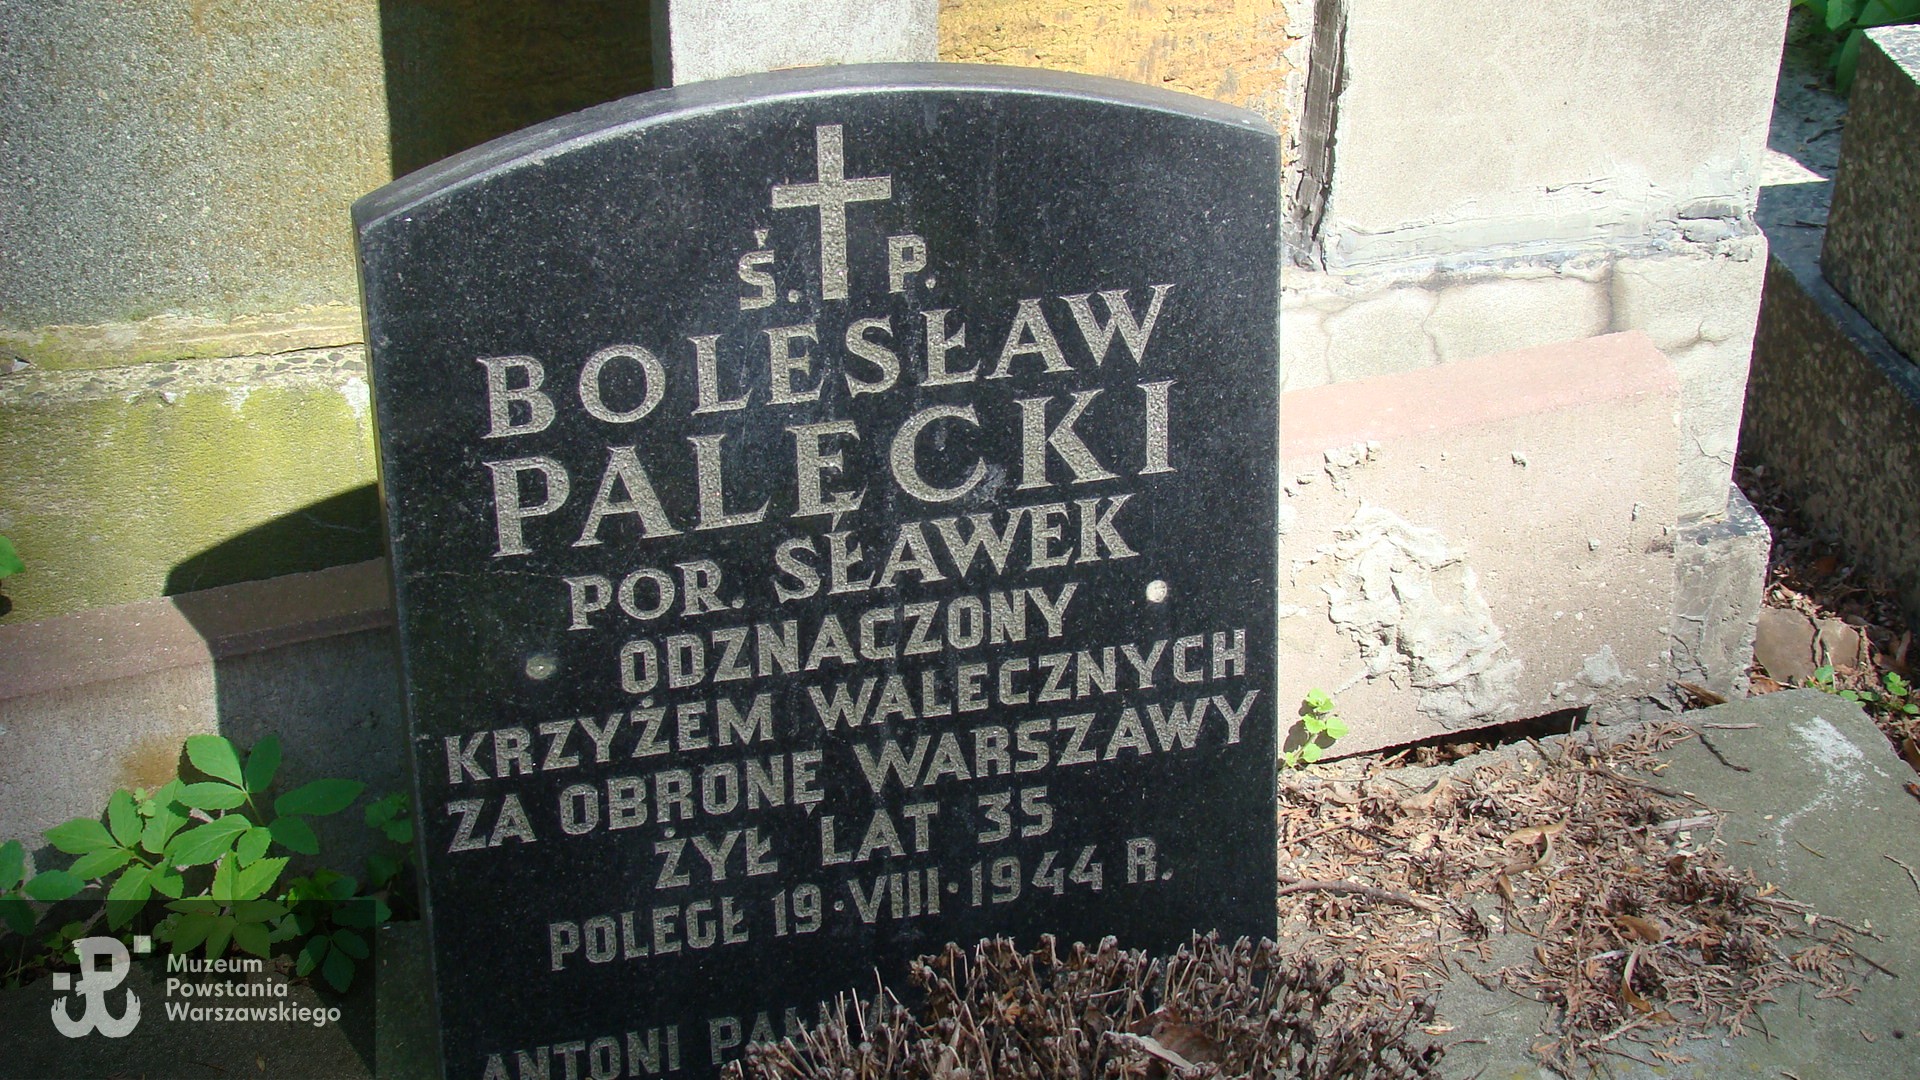 Ś. P.
BOLESŁAW
PALĘCKI
POR. SŁAWEK
ODZNACZONY
KRZYŻEM WALECZNYCH
ZA OBRONĘ WARSZAWY
ŻYŁ LAT 35
POLEGŁ 19·VIII·1944 R.
ANTONI
Muzeum
Powstania
Warszawskiego